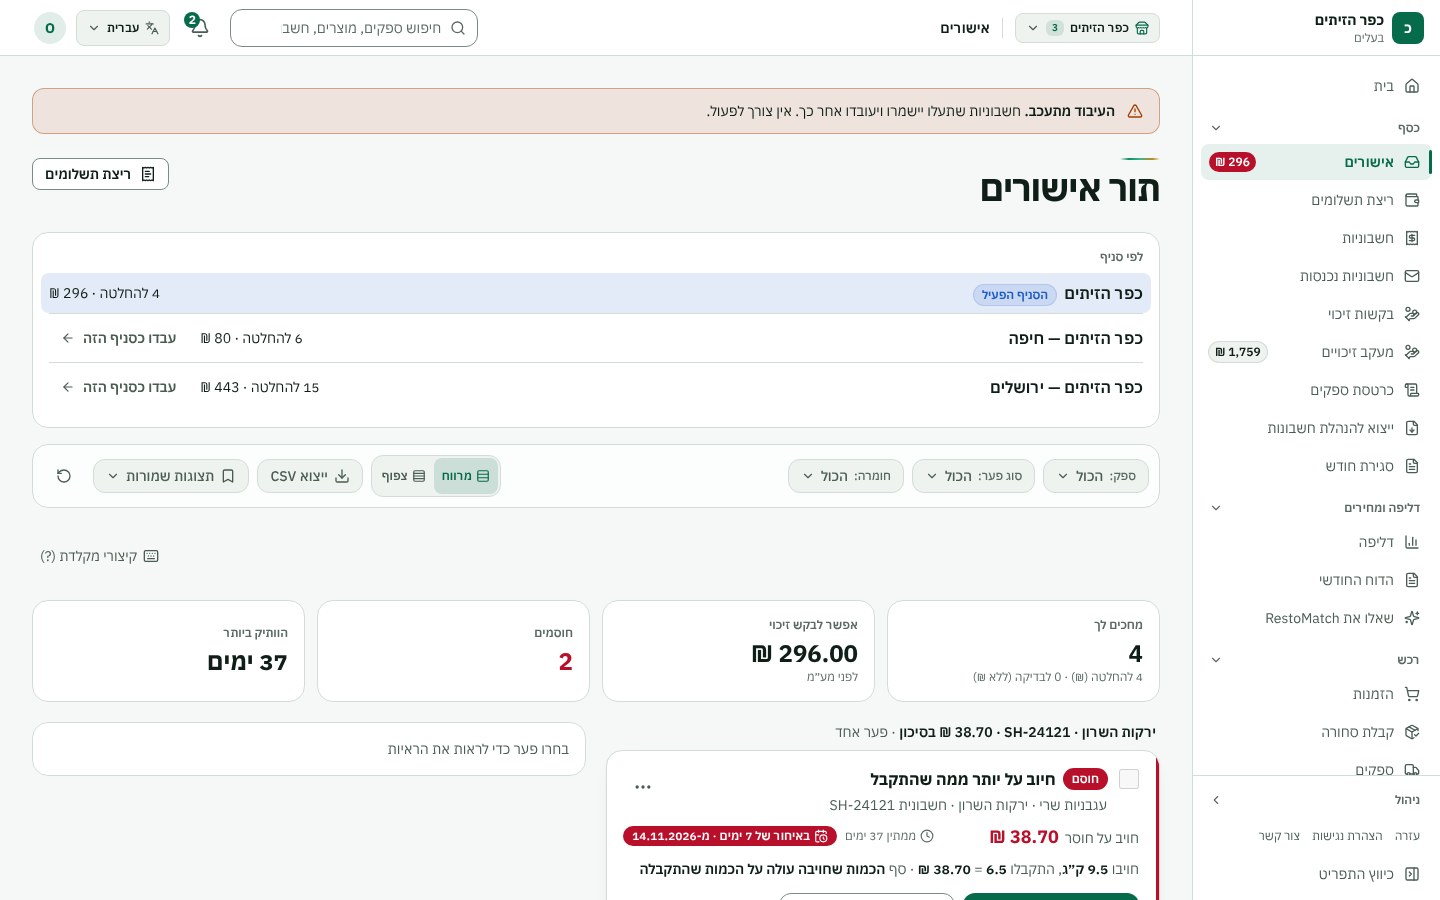 כ
כפר הזיתים
בעלים
בית
כסף
אישורים
296 ₪
ריצת תשלומים
חשבוניות
חשבוניות נכנסות
בקשות זיכוי
מעקב זיכויים
1,759 ₪
כרטסת ספקים
ייצוא להנהלת חשבונות
סגירת חודש
דליפה ומחירים
דליפה
הדוח החודשי
שאלו את RestoMatch
רכש
הזמנות
קבלת סחורה
ספקים
ניהול
עזרה הצהרת נגישות צור קשר
כיווץ התפריט
כפר הזיתים 3
אישורים
חיפוש ספקים, מוצרים, חשב
2
עברית
O
העיבוד מתעכב. חשבוניות שתעלו יישמרו ויעובדו אחר כך. אין צורך לפעול.
תור אישורים
ריצת תשלומים
לפי סניף
כפר הזיתים הסניף הפעיל 4 להחלטה · 296 ₪
כפר הזיתים — חיפה 6 להחלטה · 80 ₪ עבדו כסניף הזה
כפר הזיתים — ירושלים 15 להחלטה · 443 ₪ עבדו כסניף הזה
ספק: הכול סוג פער: הכול חומרה: הכול מרווח צפוף ייצוא CSV תצוגות שמורות
קיצורי מקלדת (?)
מחכים לך
4
4 להחלטה (₪) · 0 לבדיקה (ללא ₪)
אפשר לבקש זיכוי
296.00 ₪
לפני מע״מ
חוסמים
2
הוותיק ביותר
37 ימים
ירקות השרון · SH-24121 · 38.70 ₪ בסיכון · פער אחד
חוסם חיוב על יותר ממה שהתקבל
עגבניות שרי · ירקות השרון · חשבונית SH-24121
חויב על חוסר 38.70 ₪ ממתין 37 ימים באיחור של 7 ימים · מ-14.11.2026
חויבו 9.5 ק״ג, התקבלו 6.5 = 38.70 ₪ · סף הכמות שחויבה עולה על הכמות שהתקבלה
בחרו פער כדי לראות את הראיות